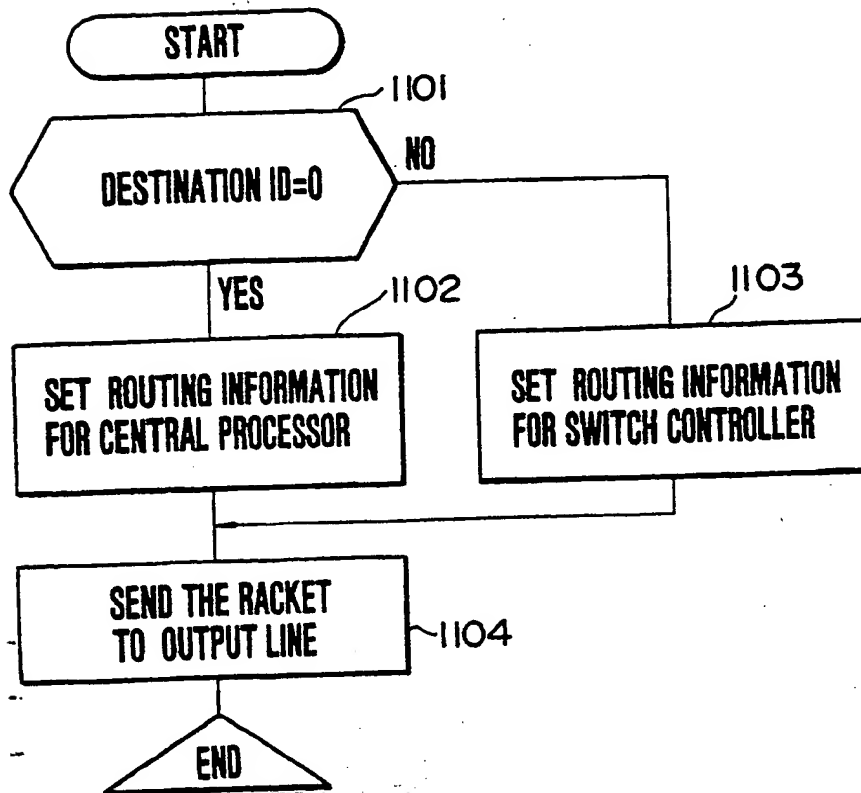 START
1101
DESTINATION ID=0
NO
YES
1102
1103
SET ROUTING INFORMATION
FOR CENTRAL PROCESSOR
SET ROUTING INFORMATION
FOR SWITCH CONTROLLER
SEND THE RACKET
TO OUTPUT LINE
1104
END